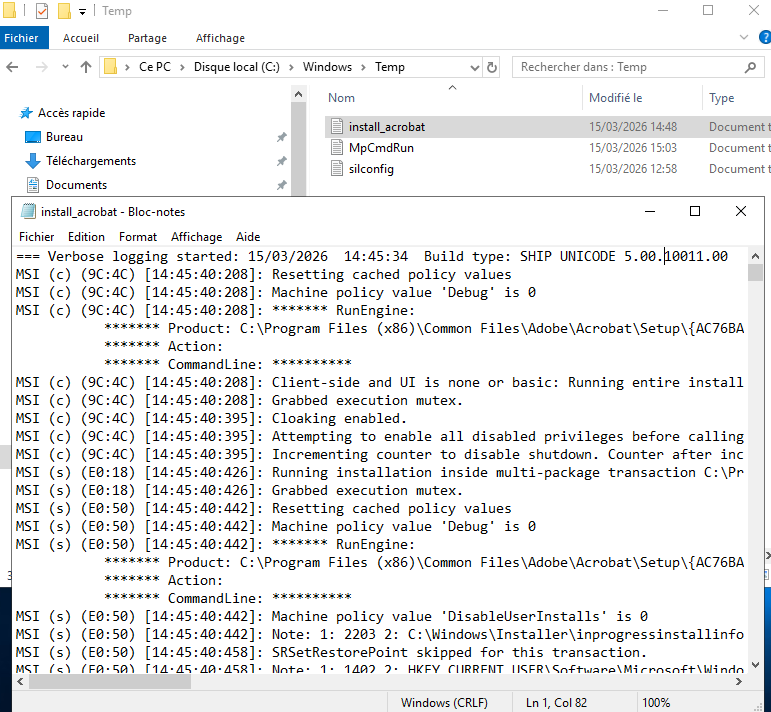 Temp
Fichier Accueil Partage Affichage
Ce PC > Disque local (C:) > Windows > Temp
Rechercher dans : Temp
Nom Modifié le Type
Accès rapide
Bureau
Téléchargements
Documents
install_acrobat 15/03/2026 14:48 Document t
MpCmdRun 15/03/2026 15:03 Document t
silconfig 15/03/2026 12:58 Document t
install_acrobat - Bloc-notes
Fichier Edition Format Affichage Aide
=== Verbose logging started: 15/03/2026  14:45:34  Build type: SHIP UNICODE 5.00.10011.00
MSI (c) (9C:4C) [14:45:40:208]: Resetting cached policy values
MSI (c) (9C:4C) [14:45:40:208]: Machine policy value 'Debug' is 0
MSI (c) (9C:4C) [14:45:40:208]: ******* RunEngine:
******* Product: C:\Program Files (x86)\Common Files\Adobe\Acrobat\Setup\{AC76BA
******* Action:
******* CommandLine: **********
MSI (c) (9C:4C) [14:45:40:208]: Client-side and UI is none or basic: Running entire install
MSI (c) (9C:4C) [14:45:40:208]: Grabbed execution mutex.
MSI (c) (9C:4C) [14:45:40:395]: Cloaking enabled.
MSI (c) (9C:4C) [14:45:40:395]: Attempting to enable all disabled privileges before calling
MSI (c) (9C:4C) [14:45:40:395]: Incrementing counter to disable shutdown. Counter after inc
MSI (s) (E0:18) [14:45:40:426]: Running installation inside multi-package transaction C:\Pr
MSI (s) (E0:18) [14:45:40:426]: Grabbed execution mutex.
MSI (s) (E0:50) [14:45:40:442]: Resetting cached policy values
MSI (s) (E0:50) [14:45:40:442]: Machine policy value 'Debug' is 0
MSI (s) (E0:50) [14:45:40:442]: ******* RunEngine:
******* Product: C:\Program Files (x86)\Common Files\Adobe\Acrobat\Setup\{AC76BA
******* Action:
******* CommandLine: **********
MSI (s) (E0:50) [14:45:40:442]: Machine policy value 'DisableUserInstalls' is 0
MSI (s) (E0:50) [14:45:40:442]: Note: 1: 2203 2: C:\Windows\Installer\inprogressinstallinfo
MSI (s) (E0:50) [14:45:40:458]: SRSetRestorePoint skipped for this transaction.
MSI (s) (E0:50) [14:45:40:458]: Note: 1: 1402 2: HKEY_CURRENT_USER\Software\Microsoft\Windo
Windows (CRLF) Ln 1, Col 82 100%